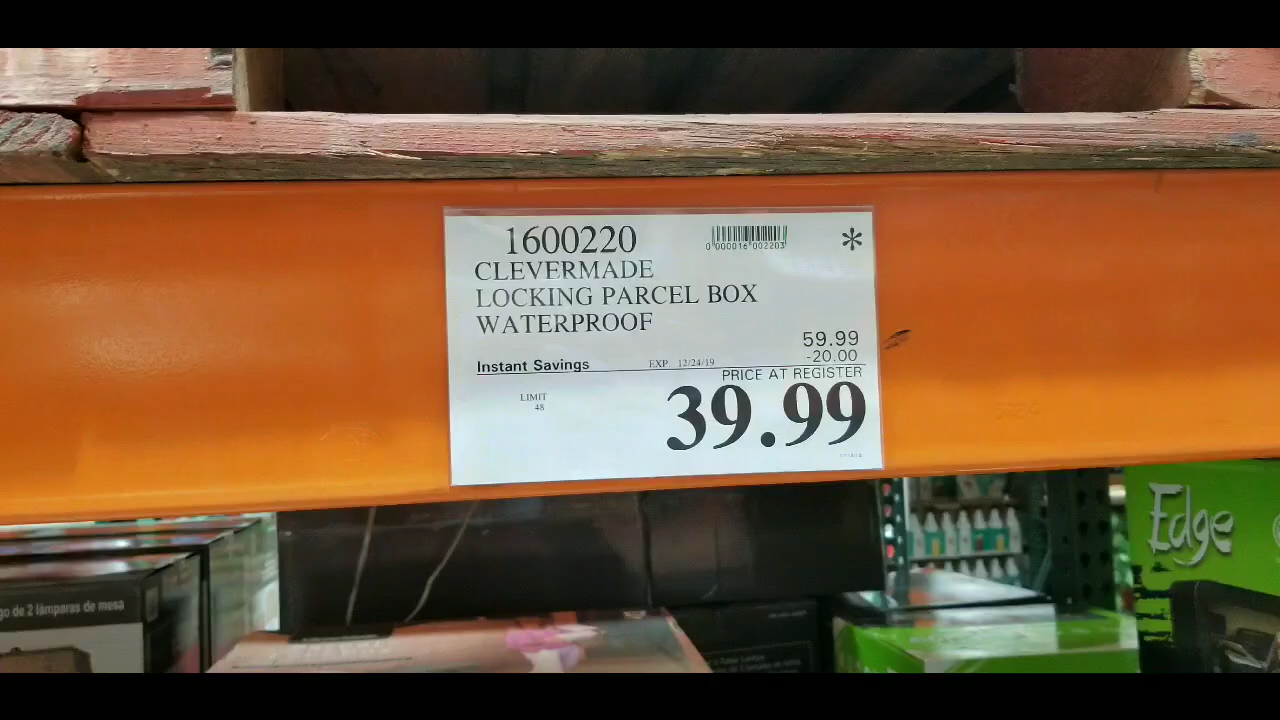 1600220
0 000016 002203
*
CLEVERMADE
LOCKING PARCEL BOX
WATERPROOF
59.99
-20.00
Instant Savings
EXP. 12/24/19
PRICE AT REGISTER
LIMIT
48
39.99
Edge
go de 2 lámparas de mesa